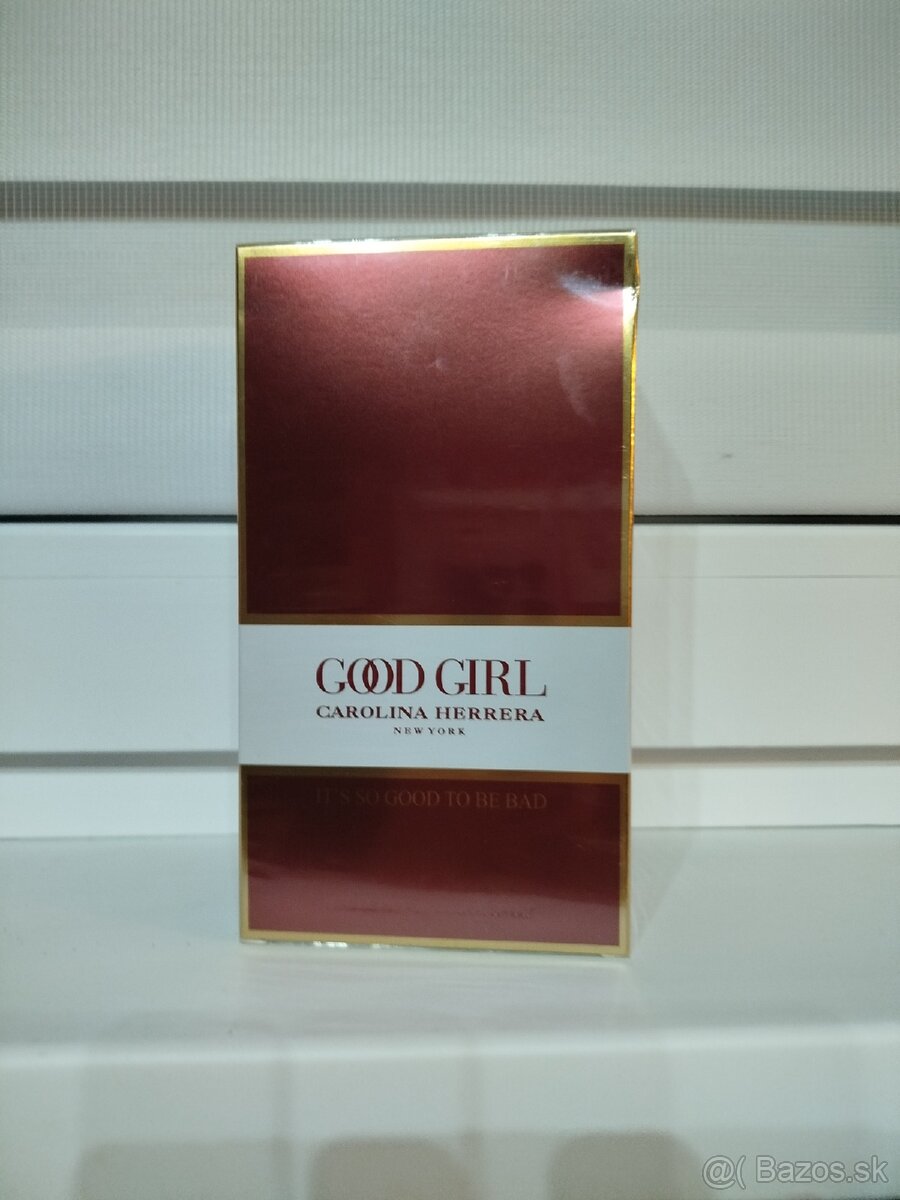 GOOD GIRL
CAROLINA HERRERA
NEW YORK
IT'S SO GOOD TO BE BAD
@( Bazos.sk